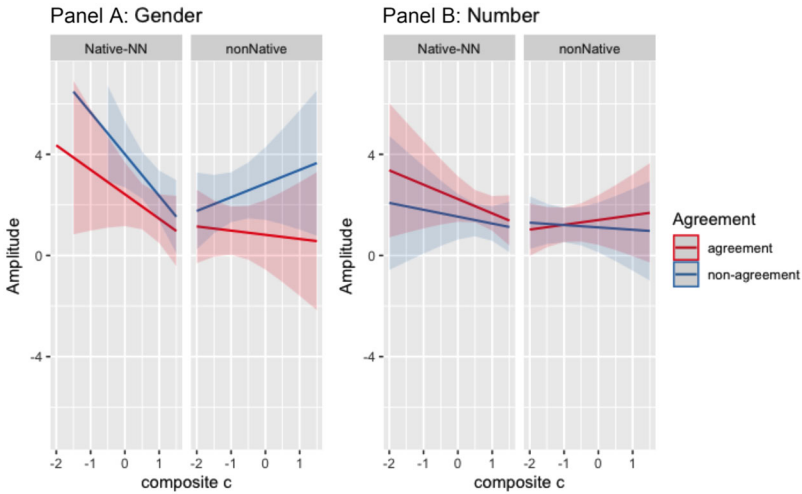 Panel A: Gender
Native-NN
nonNative
4
0
-4
Amplitude
-2 -1 0 1
-2 -1 0 1
composite c
Panel B: Number
Native-NN
nonNative
4
0
-4
Amplitude
-2 -1 0 1
-2 -1 0 1
composite c
Agreement
agreement
non-agreement